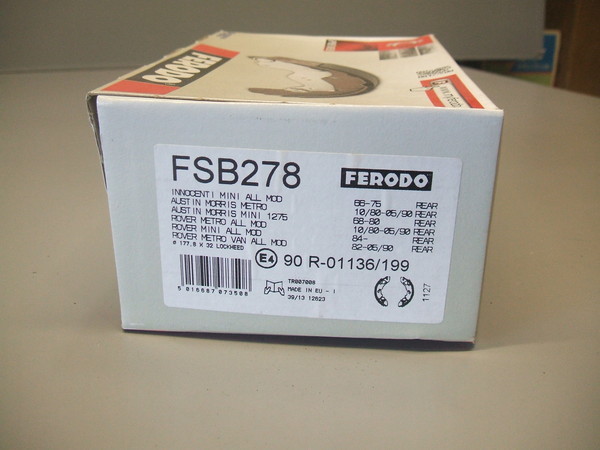 FERODO
FSB278
FERODO
INNOCENTI MINI ALL MOD 66-75 REAR
AUSTIN MORRIS METRO 10/80-05/90 REAR
AUSTIN MORRIS MINI 1275 68-80 REAR
ROVER METRO ALL MOD 10/80-05/90 REAR
ROVER MINI ALL MOD 84- REAR
ROVER METRO VAN ALL MOD 82-05/90 REAR
ø 177,8 X 32 LOCKHEED
E4 90 R-01136/199
TR007008
MADE IN EU - I
39/13 12623
5 016687 073508
1127